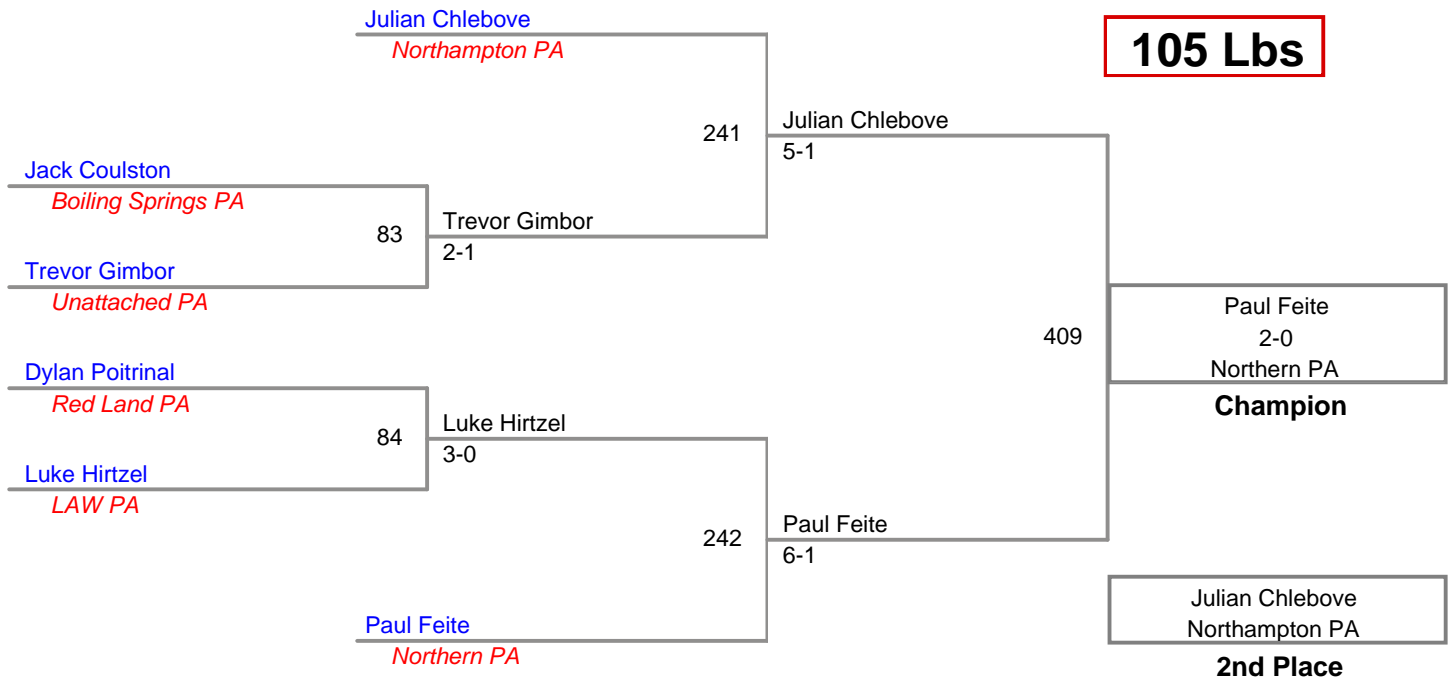 Julian Chlebove
Northampton PA
105 Lbs
241
Julian Chlebove
5-1
Jack Coulston
Boiling Springs PA
83
Trevor Gimbor
2-1
Trevor Gimbor
Unattached PA
409
Paul Feite
2-0
Northern PA
Champion
Dylan Poitrinal
Red Land PA
84
Luke Hirtzel
3-0
Luke Hirtzel
LAW PA
242
Paul Feite
6-1
Paul Feite
Northern PA
Julian Chlebove
Northampton PA
2nd Place